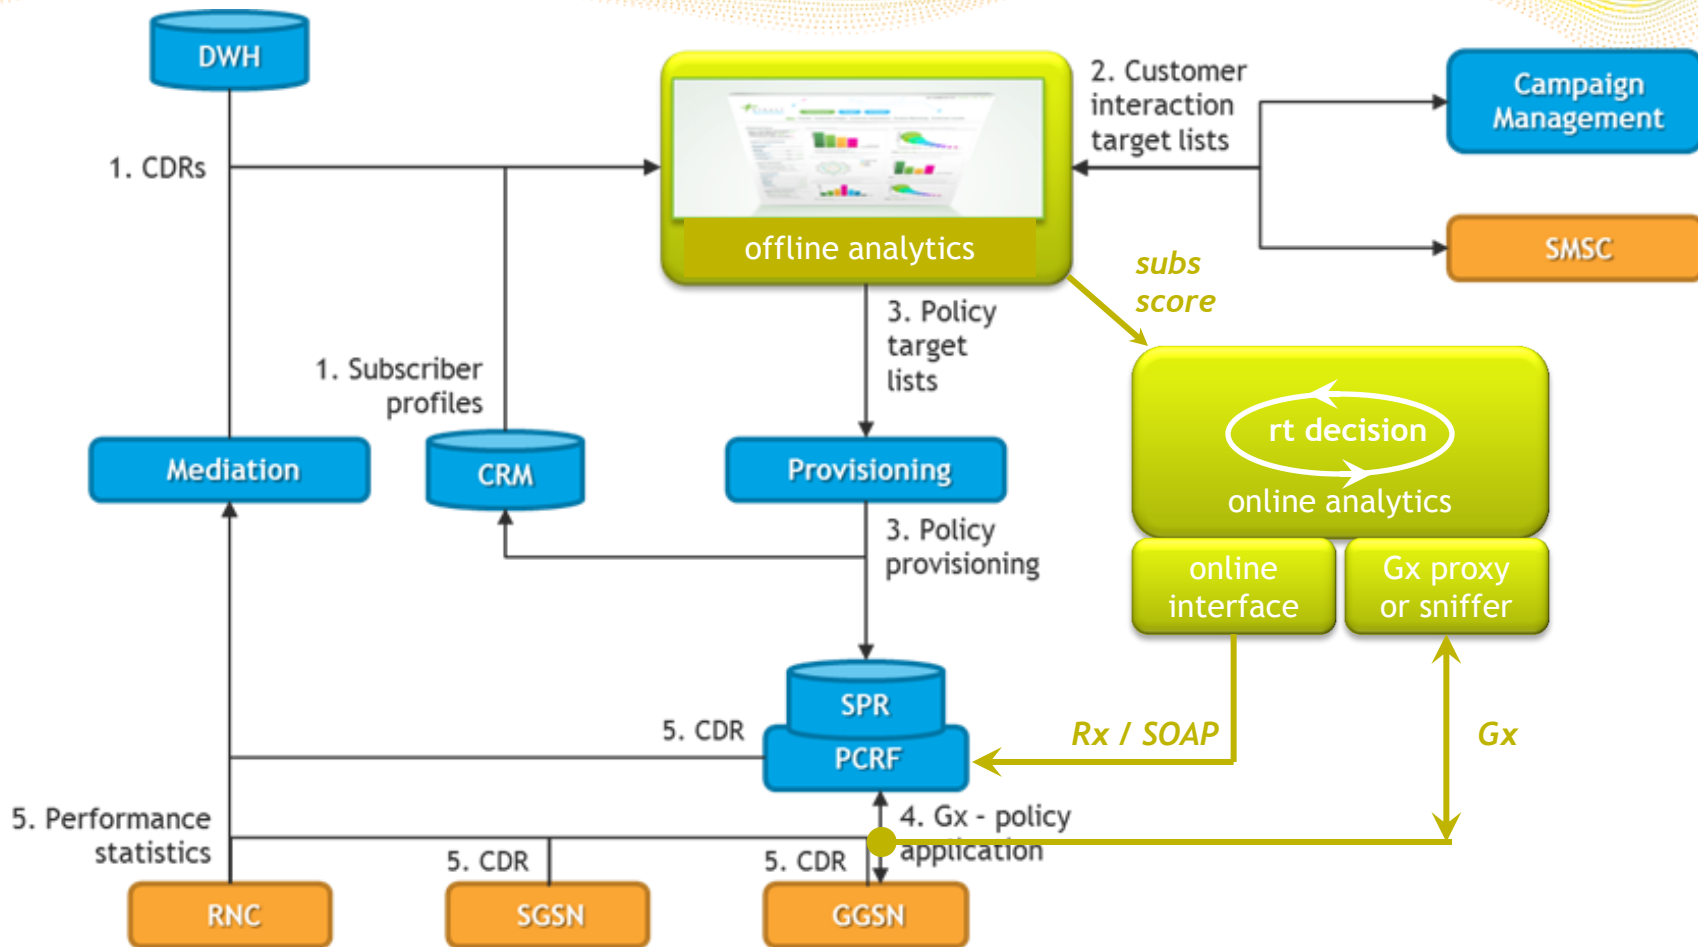 DWH
2. Customer
interaction
target lists
Campaign
Management
1. CDRs
offline analytics
SMSC
subs
score
3. Policy
target
lists
1. Subscriber
profiles
rt decision
online analytics
Mediation
CRM
Provisioning
3. Policy
provisioning
online
interface
Gx proxy
or sniffer
SPR
PCRF
5. CDR
Rx / SOAP
Gx
5. Performance
statistics
4. Gx - policy
application
5. CDR
5. CDR
RNC
SGSN
GGSN